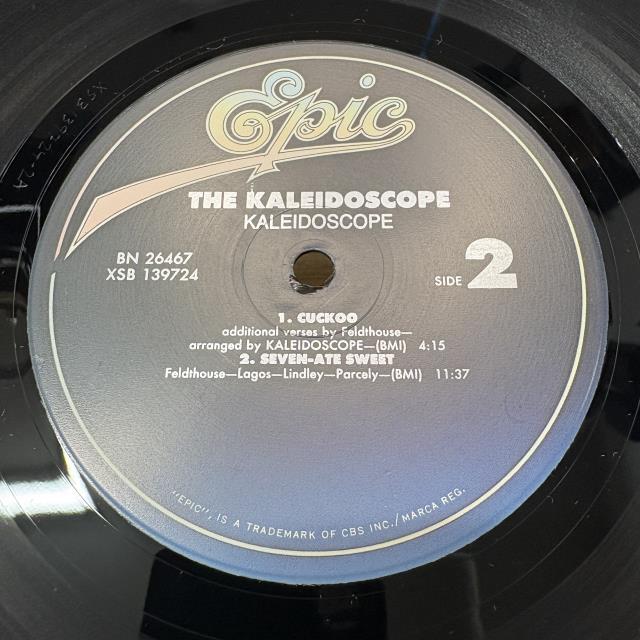 Epic
THE KALEIDOSCOPE
KALEIDOSCOPE
BN 26467
XSB 139724
SIDE 2
1. CUCKOO
additional verses by Feldthouse—
arranged by KALEIDOSCOPE—(BMI) 4:15
2. SEVEN-ATE SWEET
Feldthouse—Lagos—Lindley—Parcely—(BMI) 11:37
"EPIC", IS A TRADEMARK OF CBS INC./MARCA REG.